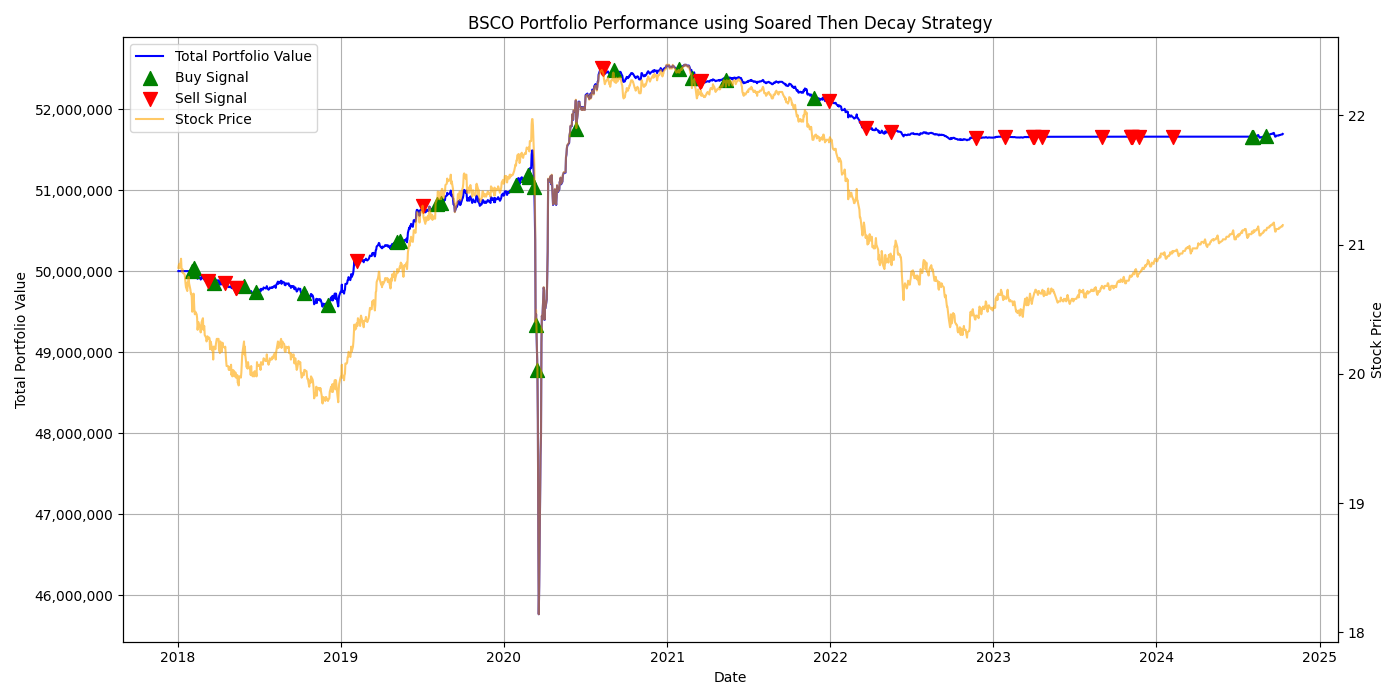 BSCO Portfolio Performance using Soared Then Decay Strategy
Total Portfolio Value
Buy Signal
Sell Signal
Stock Price
52,000,000
51,000,000
50,000,000
49,000,000
48,000,000
47,000,000
46,000,000
Total Portfolio Value
22
21
20
19
18
Stock Price
2018 2019 2020 2021 2022 2023 2024 2025
Date